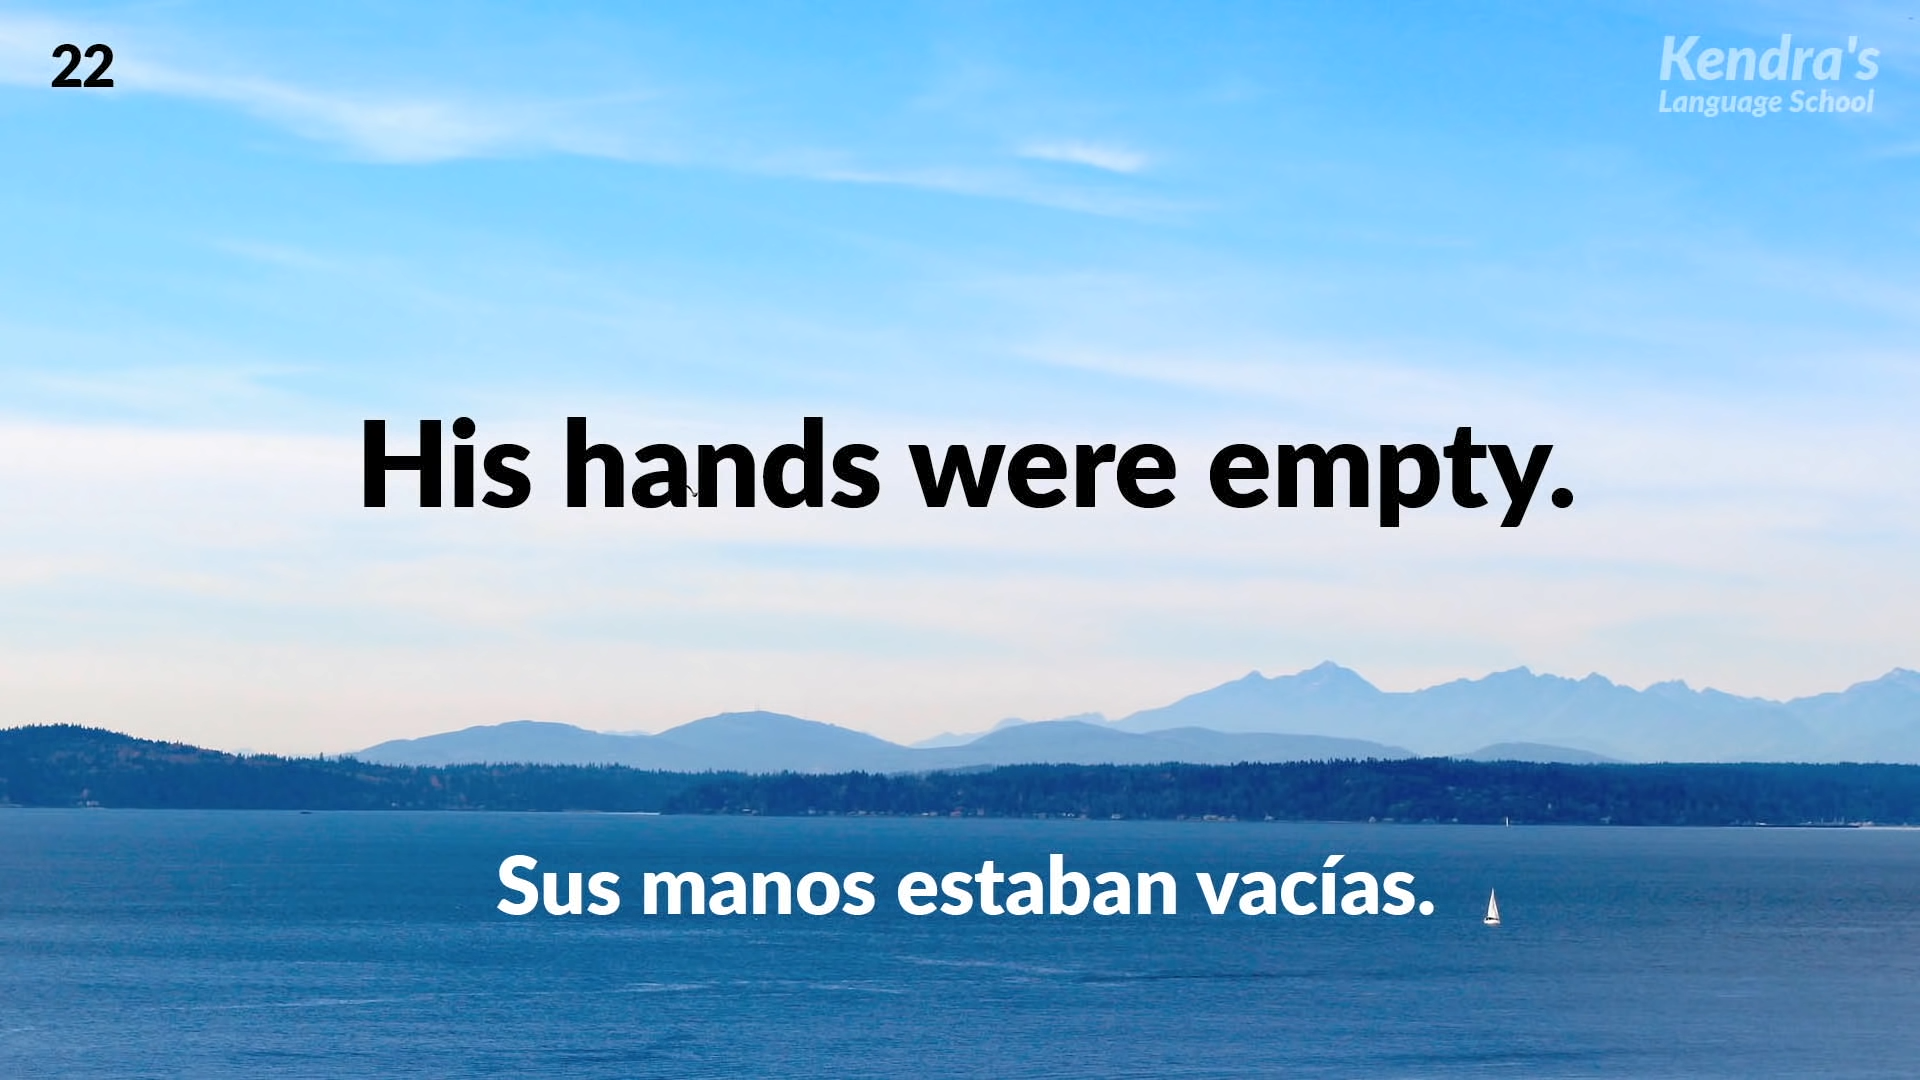 22
Kendra's
Language School
His hands were empty.
Sus manos estaban vacías.